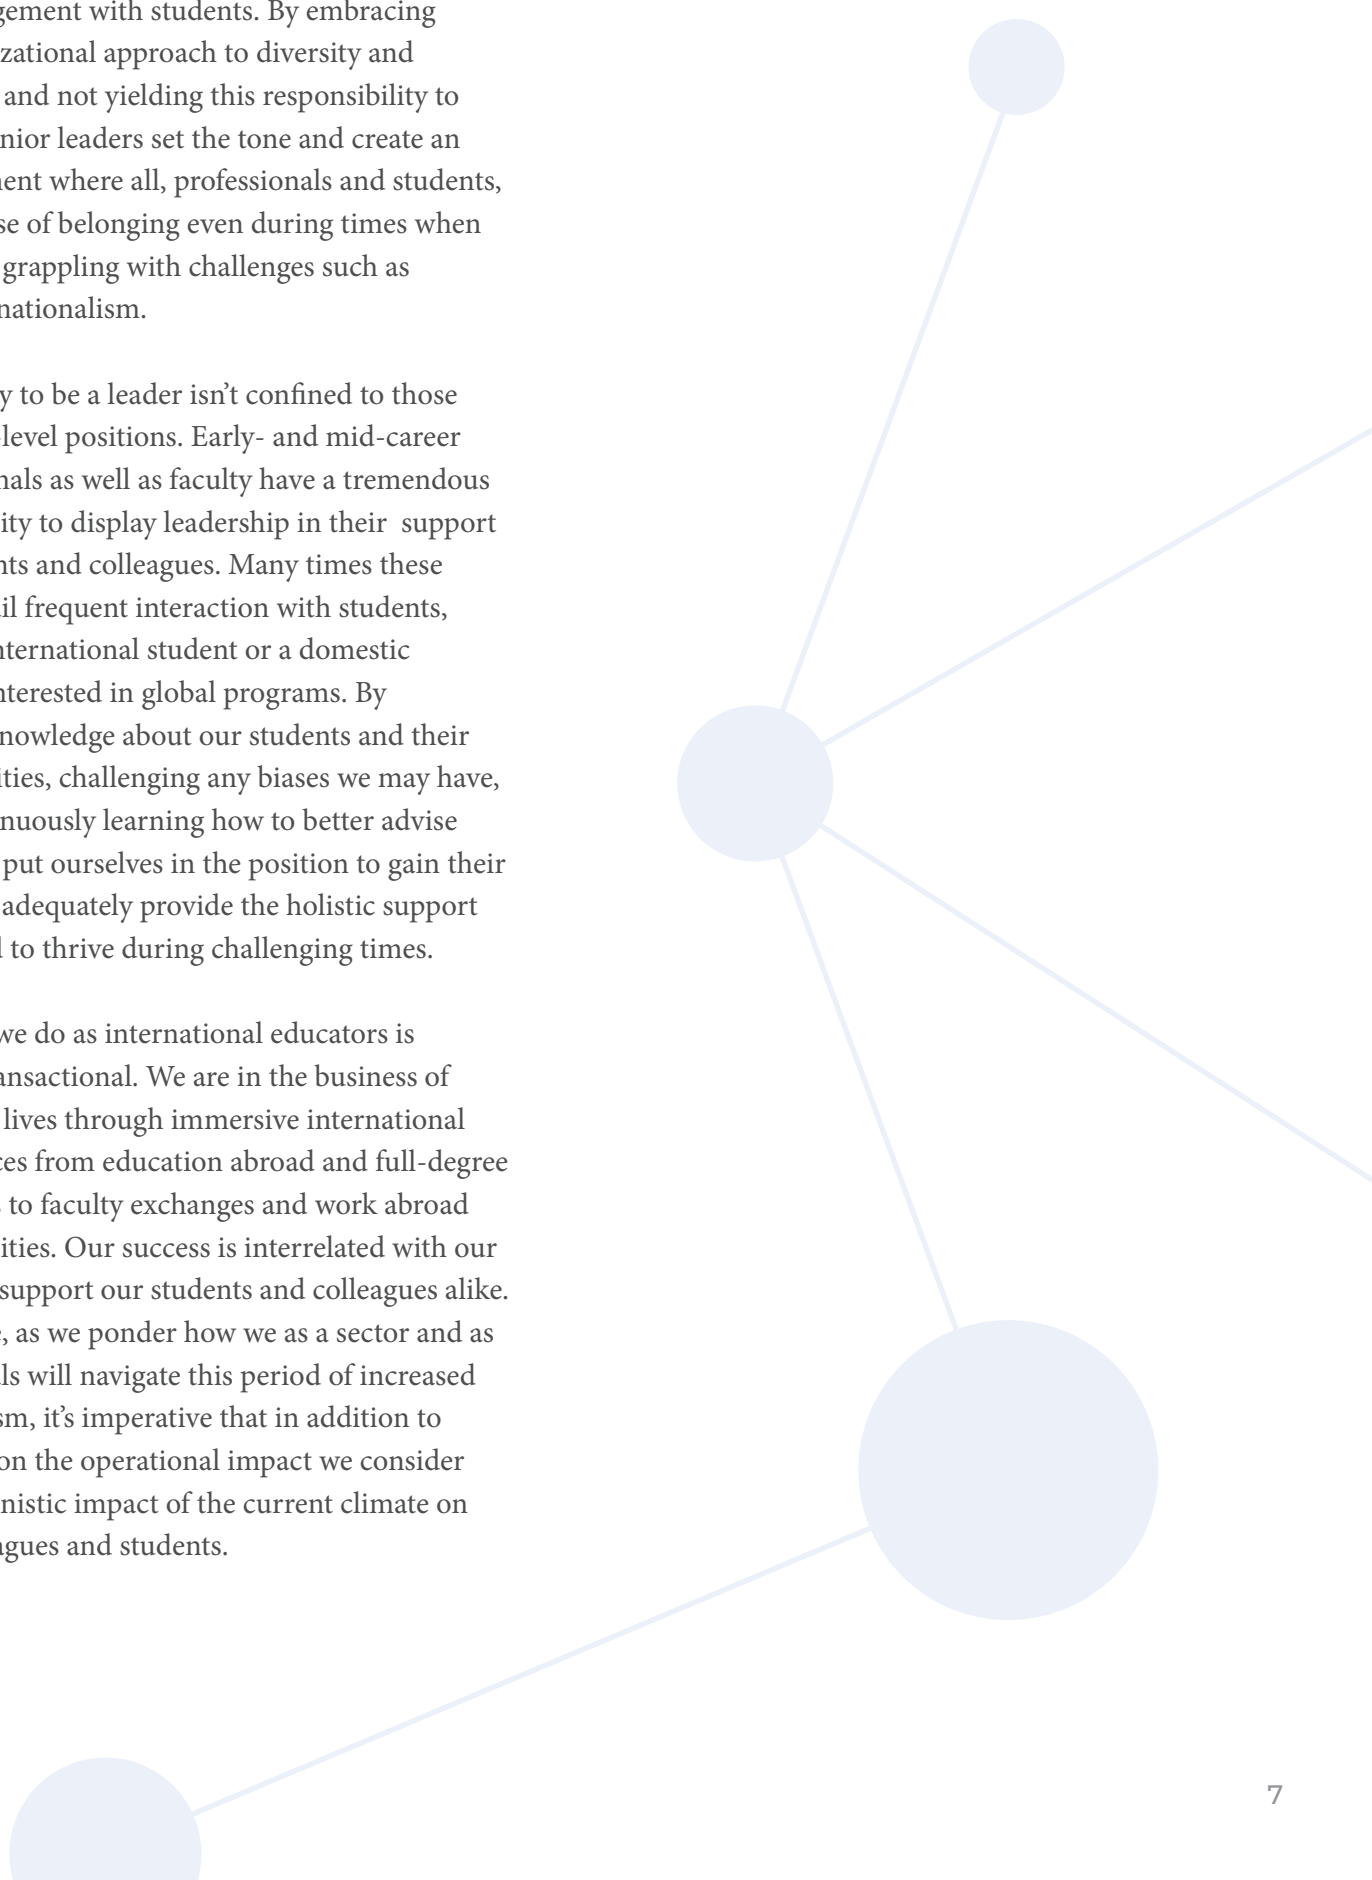 gement with students. By embracing
zational approach to diversity and
and not yielding this responsibility to
nior leaders set the tone and create an
ent where all, professionals and students,
se of belonging even during times when
grappling with challenges such as
nationalism.
y to be a leader isn’t confined to those
level positions. Early- and mid-career
nals as well as faculty have a tremendous
ity to display leadership in their support
nts and colleagues. Many times these
il frequent interaction with students,
nternational student or a domestic
nterested in global programs. By
nowledge about our students and their
ities, challenging any biases we may have,
nuously learning how to better advise
put ourselves in the position to gain their
adequately provide the holistic support
to thrive during challenging times.
we do as international educators is
ansactional. We are in the business of
lives through immersive international
ces from education abroad and full-degree
to faculty exchanges and work abroad
ities. Our success is interrelated with our
support our students and colleagues alike.
, as we ponder how we as a sector and as
ls will navigate this period of increased
sm, it’s imperative that in addition to
on the operational impact we consider
nistic impact of the current climate on
agues and students.
7